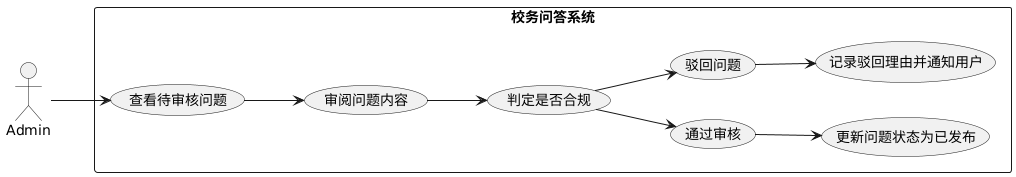 校务问答系统
Admin
查看待审核问题
审阅问题内容
判定是否合规
驳回问题
记录驳回理由并通知用户
通过审核
更新问题状态为已发布